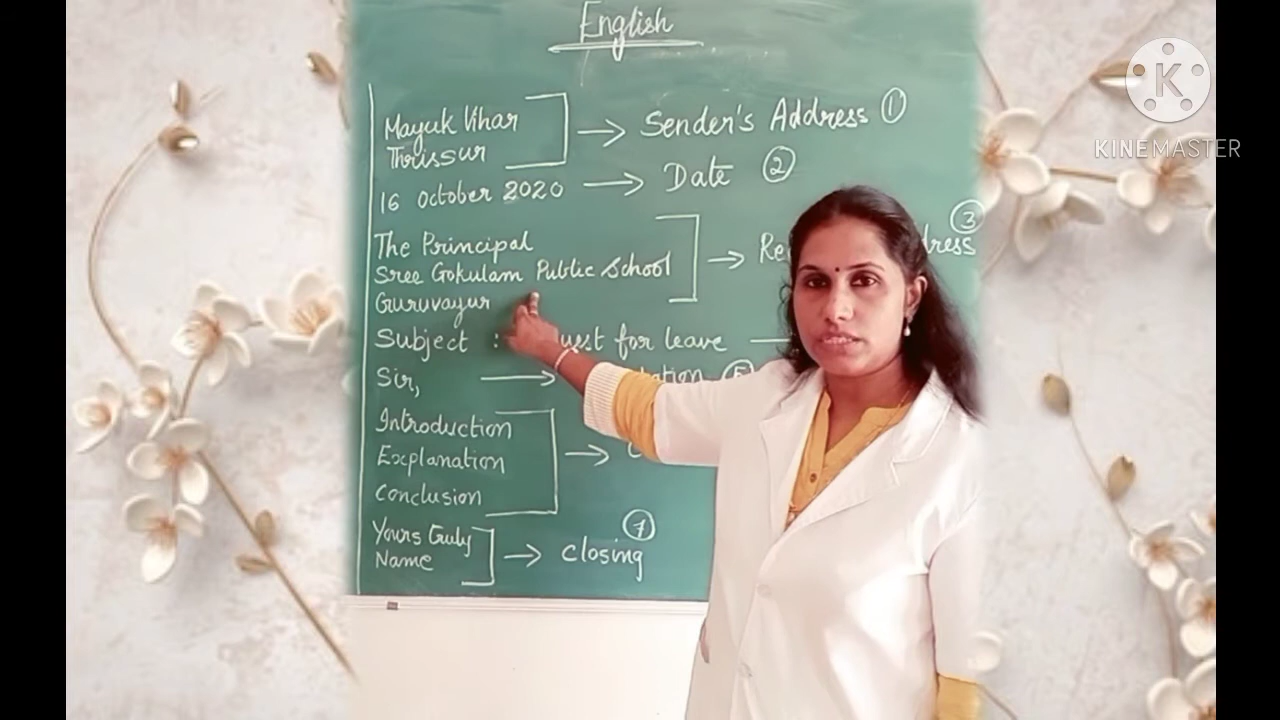 English
Mayuk Vihar
Thrissur
Sender's Address ①
16 October 2020
Date ②
The Principal
Sree Gokulam Public School
Guruvayur
③
Subject : for leave
Sir,
Introduction
Explanation
Conclusion
Yours truly
Name
Closing ⑦
K
KINEMASTER